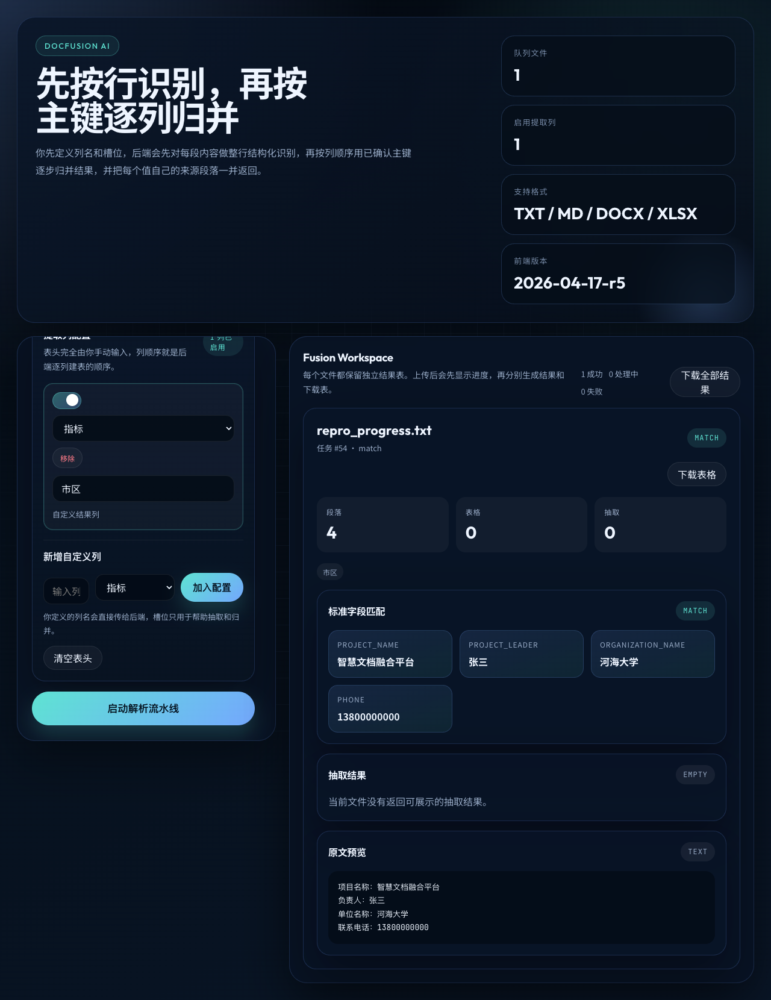 DOCFUSION AI
先按行识别，再按
主键逐列归并
你先定义列名和槽位，后端会先对每段内容做整行结构化识别，再按列顺序用已确认主键
逐步归并结果，并把每个值自己的来源段落一并返回。
队列文件
1
启用提取列
1
支持格式
TXT / MD / DOCX / XLSX
前端版本
2026-04-17-r5
提取列配置
1 列已
启用
表头完全由你手动输入，列顺序就是后
端逐列建表的顺序。
指标
移除
市区
自定义结果列
新增自定义列
输入列
指标
加入配置
你定义的列名会直接传给后端，槽位只用于帮助抽取和归
并。
清空表头
启动解析流水线
Fusion Workspace
每个文件都保留独立结果表。上传后会先显示进度，再分别生成结果和
下载表。
1 成功 0 处理中
0 失败
下载全部结
果
repro_progress.txt
任务 #54 · match
MATCH
下载表格
段落
4
表格
0
抽取
0
市区
标准字段匹配
MATCH
PROJECT_NAME
智慧文档融合平台
PROJECT_LEADER
张三
ORGANIZATION_NAME
河海大学
PHONE
13800000000
抽取结果
EMPTY
当前文件没有返回可展示的抽取结果。
原文预览
TEXT
项目名称：智慧文档融合平台
负责人：张三
单位名称：河海大学
联系电话：13800000000